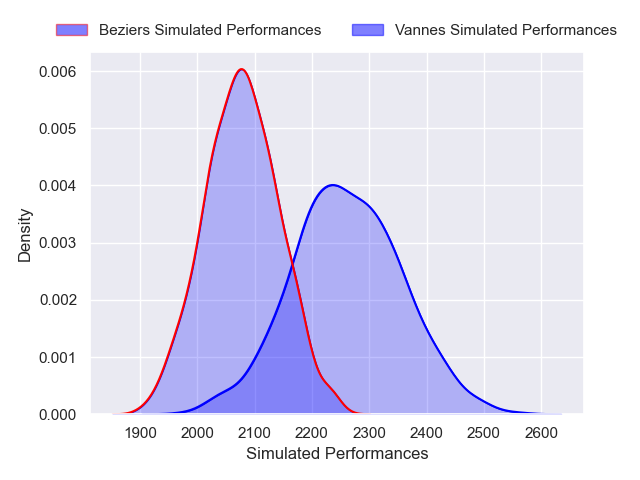 Beziers Simulated Performances Vannes Simulated Performances
0.006
0.005
0.004
0.003
0.002
0.001
0.000
Density
1900 2000 2100 2200 2300 2400 2500 2600
Simulated Performances